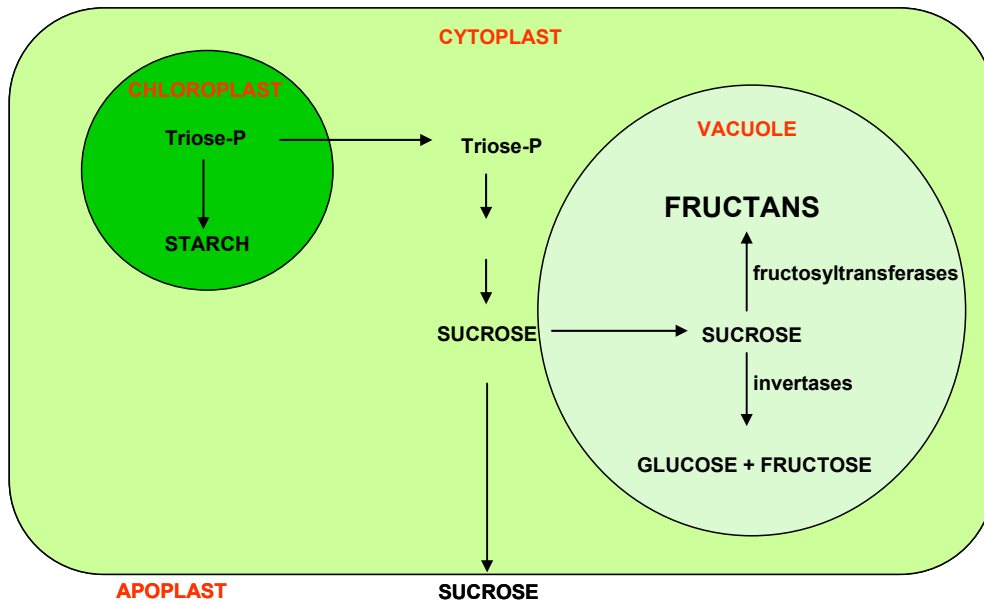 CYTOPLAST
CHLOROPLAST
Triose-P
Triose-P
STARCH
SUCROSE
VACUOLE
FRUCTANS
fructosyltransferases
SUCROSE
invertases
GLUCOSE + FRUCTOSE
APOPLAST
SUCROSE